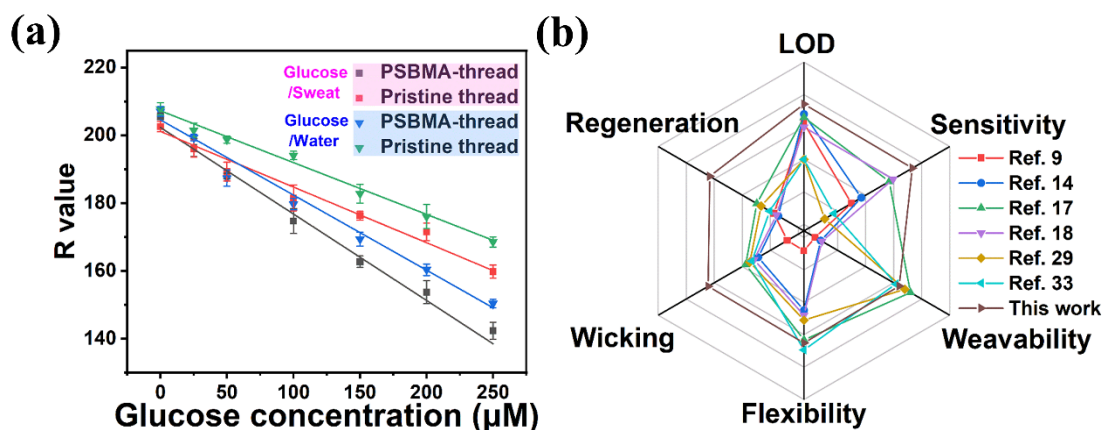 (a)
220
200
180
160
140
R value
0 50 100 150 200 250
Glucose concentration (μM)
Glucose
/Sweat
PSBMA-thread
Pristine thread
Glucose
/Water
PSBMA-thread
Pristine thread
(b)
LOD
Regeneration
Sensitivity
Wicking
Weavability
Flexibility
Ref. 9
Ref. 14
Ref. 17
Ref. 18
Ref. 29
Ref. 33
This work